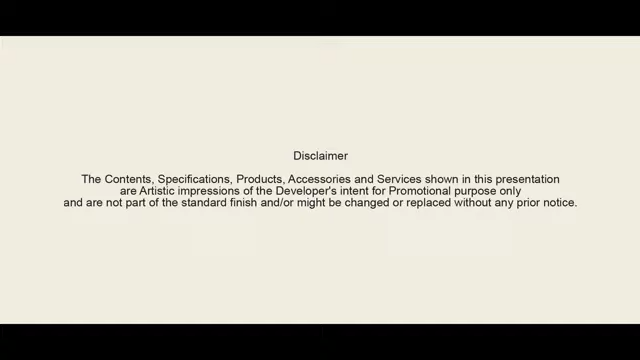 Disclaimer
The Contents, Specifications, Products, Accessories and Services shown in this presentation
are Artistic impressions of the Developer's intent for Promotional purpose only
and are not part of the standard finish and/or might be changed or replaced without any prior notice.